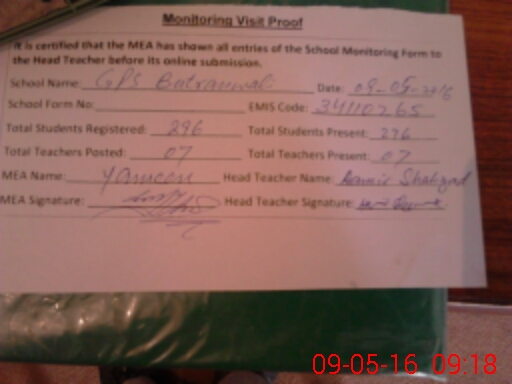 Monitoring Visit Proof
It is certified that the MEA has shown all entries of the School Monitoring Form to
the Head Teacher before its online submission.
School Name: GPS Date: 09-05-2016
School Form No: EMIS Code: 34110265
Total Students Registered: 296 Total Students Present: 276
Total Teachers Posted: 07 Total Teachers Present: 07
MEA Name: Yameen Head Teacher Name: Aamir Shahzad
MEA Signature: Head Teacher Signature:
09-05-16 09:18